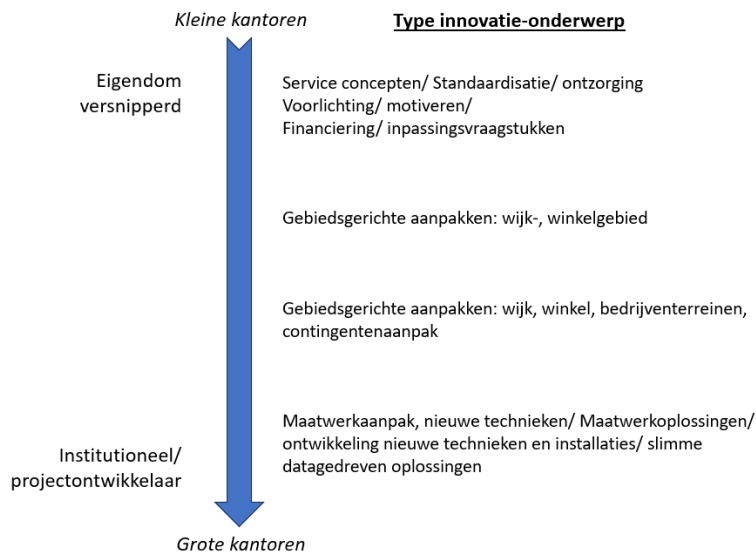 Kleine kantoren
Type innovatie-onderwerp
Eigendom
versnipperd
Service concepten/ Standaardisatie/ ontzorging
Voorlichting/ motiveren/
Financiering/ inpassingsvraagstukken
Gebiedsgerichte aanpakken: wijk-, winkelgebied
Gebiedsgerichte aanpakken: wijk, winkel, bedrijventerreinen,
contingentenaanpak
Maatwerkaanpak, nieuwe technieken/ Maatwerkoplossingen/
ontwikkeling nieuwe technieken en installaties/ slimme
datagedreven oplossingen
Institutioneel/
projectontwikkelaar
Grote kantoren